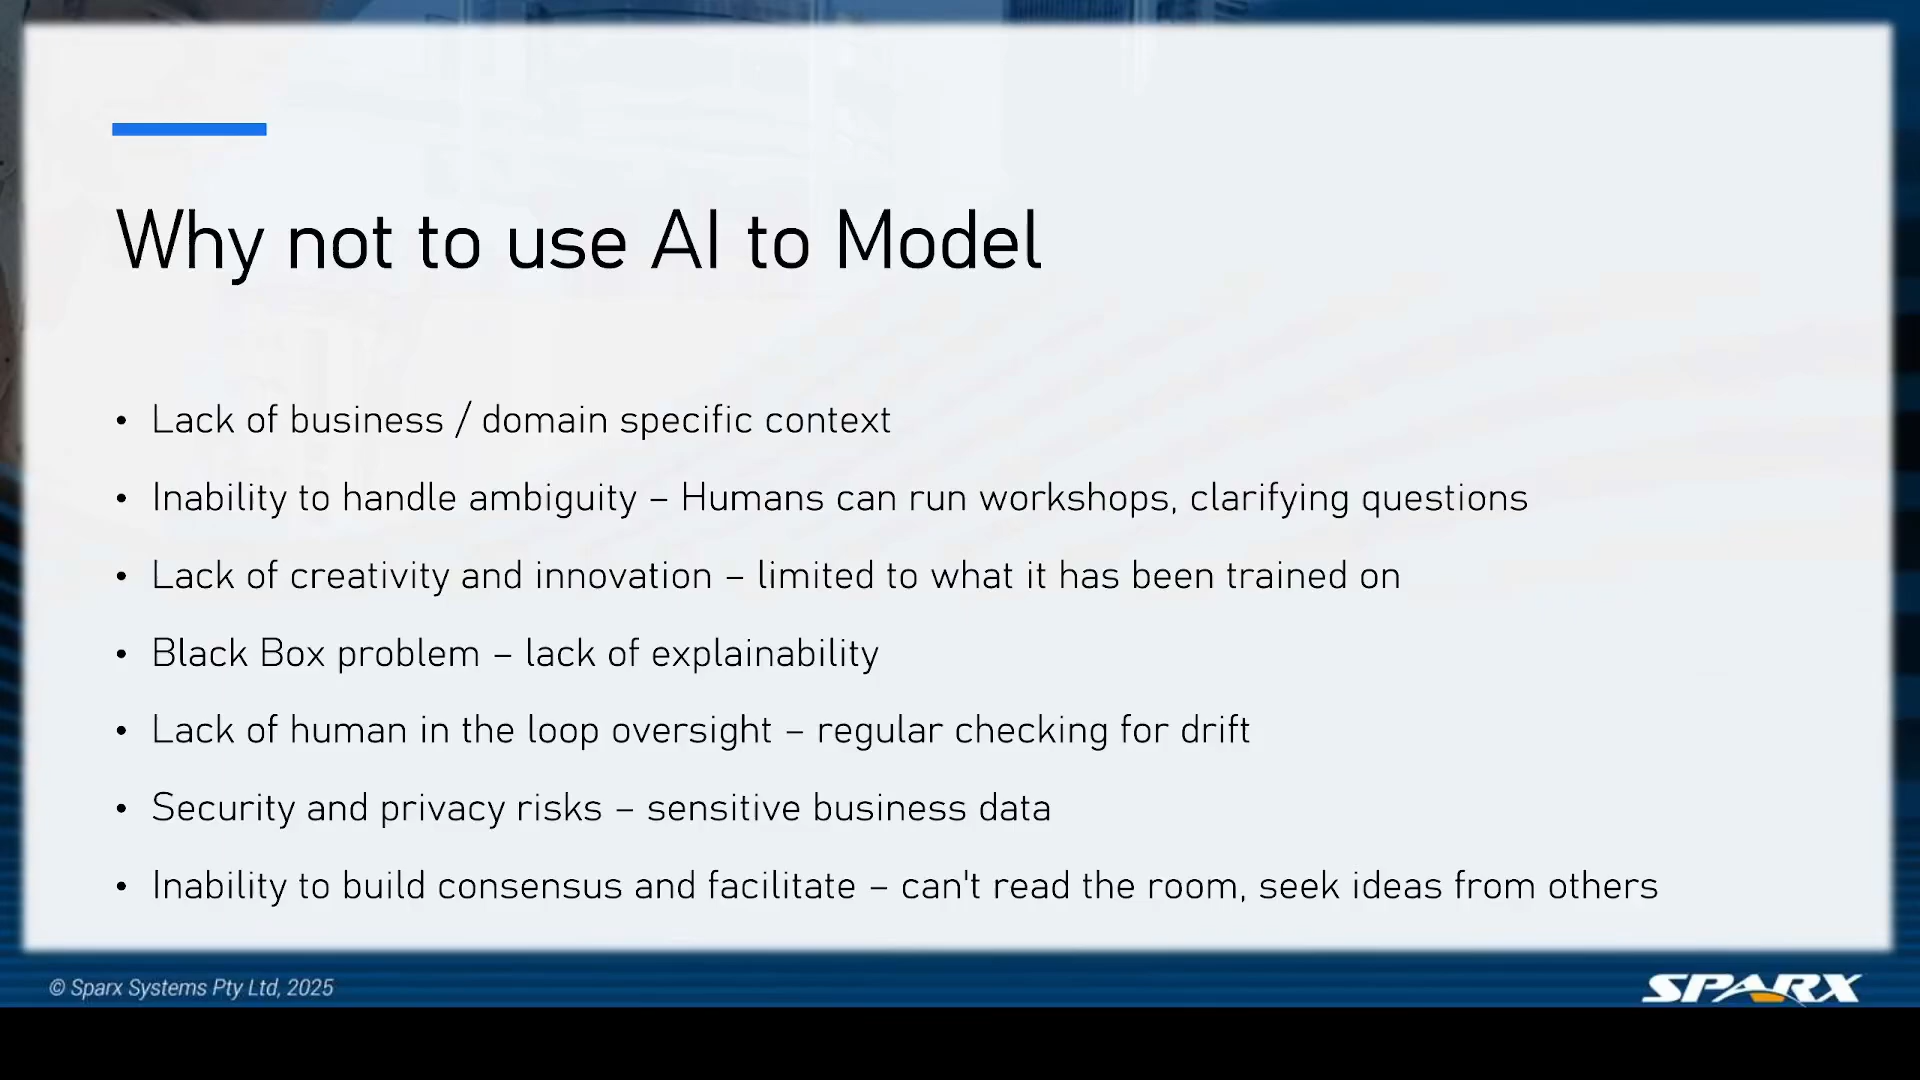 Why not to use AI to Model
• Lack of business / domain specific context
• Inability to handle ambiguity – Humans can run workshops, clarifying questions
• Lack of creativity and innovation – limited to what it has been trained on
• Black Box problem – lack of explainability
• Lack of human in the loop oversight – regular checking for drift
• Security and privacy risks – sensitive business data
• Inability to build consensus and facilitate – can't read the room, seek ideas from others
© Sparx Systems Pty Ltd, 2025
SPARX